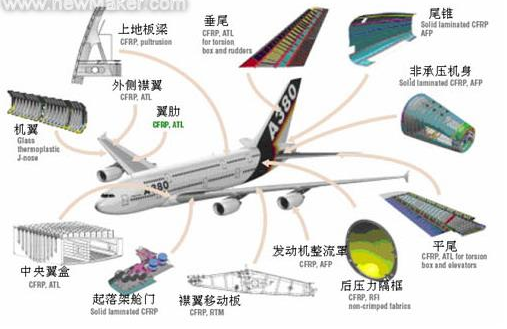 www.newmaker.com
上地板梁
CFRP, pultrusion
垂尾
CFRP, ATL
for torsion
box and rudders
尾锥
Solid laminated CFRP
AFP
外侧襟翼
CFRP, ATL
非承压机身
Solid laminated CFRP, AFP
翼肋
CFRP, ATL
机翼
Glass
thermoplastic
J-nose
A380
A380
中央翼盒
CFRP, ATL
起落架舱门
Solid laminated CFRP
襟翼移动板
CFRP, RTM
发动机整流罩
CFRP, AFP
后压力隔框
CFRP, RFI
non-crimped fabrics
平尾
CFRP, ATL for torsion
box and elevators